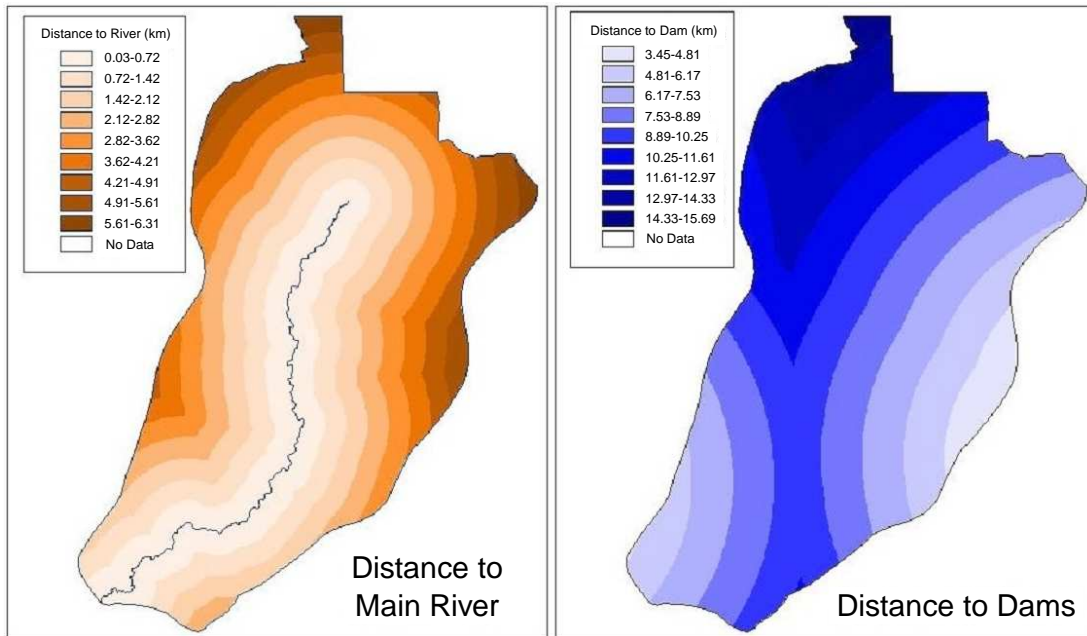 Distance to River (km)
0.03-0.72
0.72-1.42
1.42-2.12
2.12-2.82
2.82-3.62
3.62-4.21
4.21-4.91
4.91-5.61
5.61-6.31
No Data
Distance to
Main River
Distance to Dam (km)
3.45-4.81
4.81-6.17
6.17-7.53
7.53-8.89
8.89-10.25
10.25-11.61
11.61-12.97
12.97-14.33
14.33-15.69
No Data
Distance to Dams